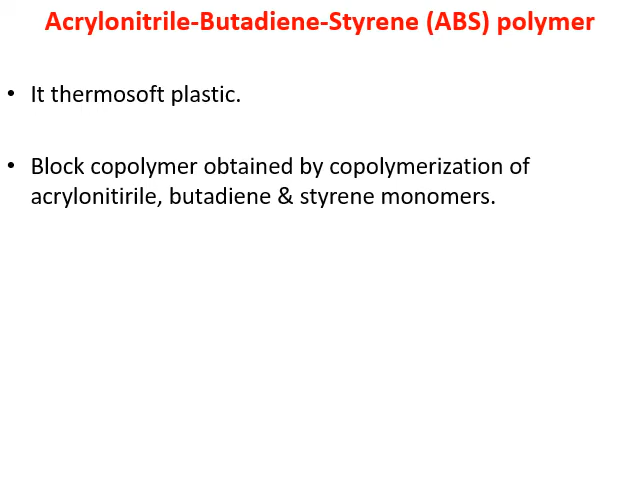 Acrylonitrile-Butadiene-Styrene (ABS) polymer
• It thermosoft plastic.
• Block copolymer obtained by copolymerization of
acrylonitirile, butadiene & styrene monomers.